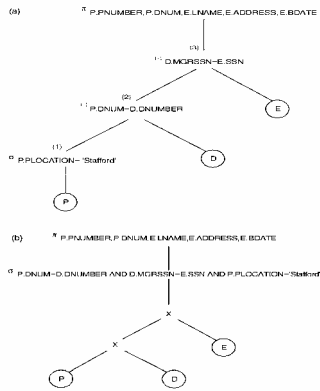 (a)
π P.PNUMBER, P.DNUM, E.LNAME, E.ADDRESS, E.BDATE
(3)
D.MGRSSN=E.SSN
(2)
P.DNUM=D.DNUMBER
E
(1)
σ P.PLOCATION='Stafford'
D
P
(b)
π P.PNUMBER, P.DNUM, E.LNAME, E.ADDRESS, E.BDATE
σ P.DNUM=D.DNUMBER AND D.MGRSSN=E.SSN AND P.PLOCATION='Stafford'
X
X
E
P
D